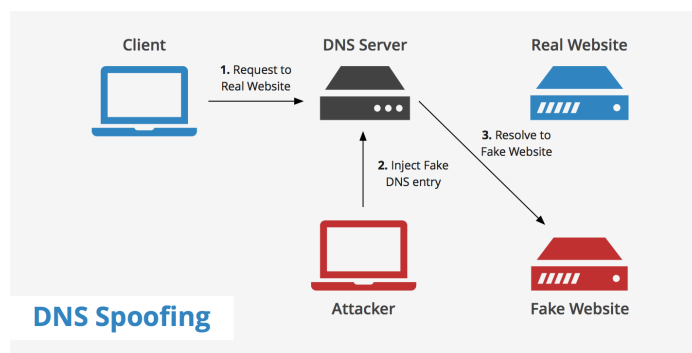 Client
DNS Server
Real Website
1. Request to
Real Website
3. Resolve to
Fake Website
2. Inject Fake
DNS entry
Attacker
Fake Website
DNS Spoofing